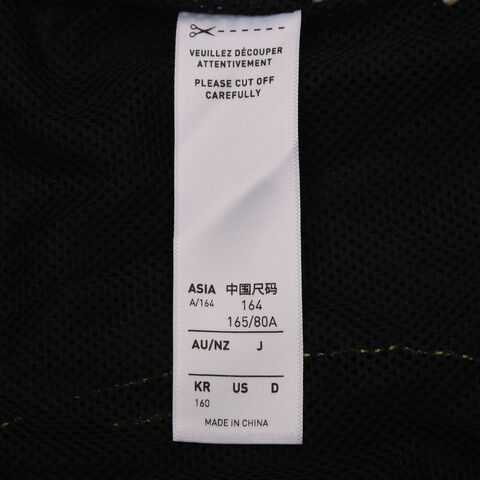 VEUILLEZ DÉCOUPER
ATTENTIVEMENT
PLEASE CUT OFF
CAREFULLY
ASIA 中国尺码
A/164 164
165/80A
AU/NZ J
KR US D
160
MADE IN CHINA